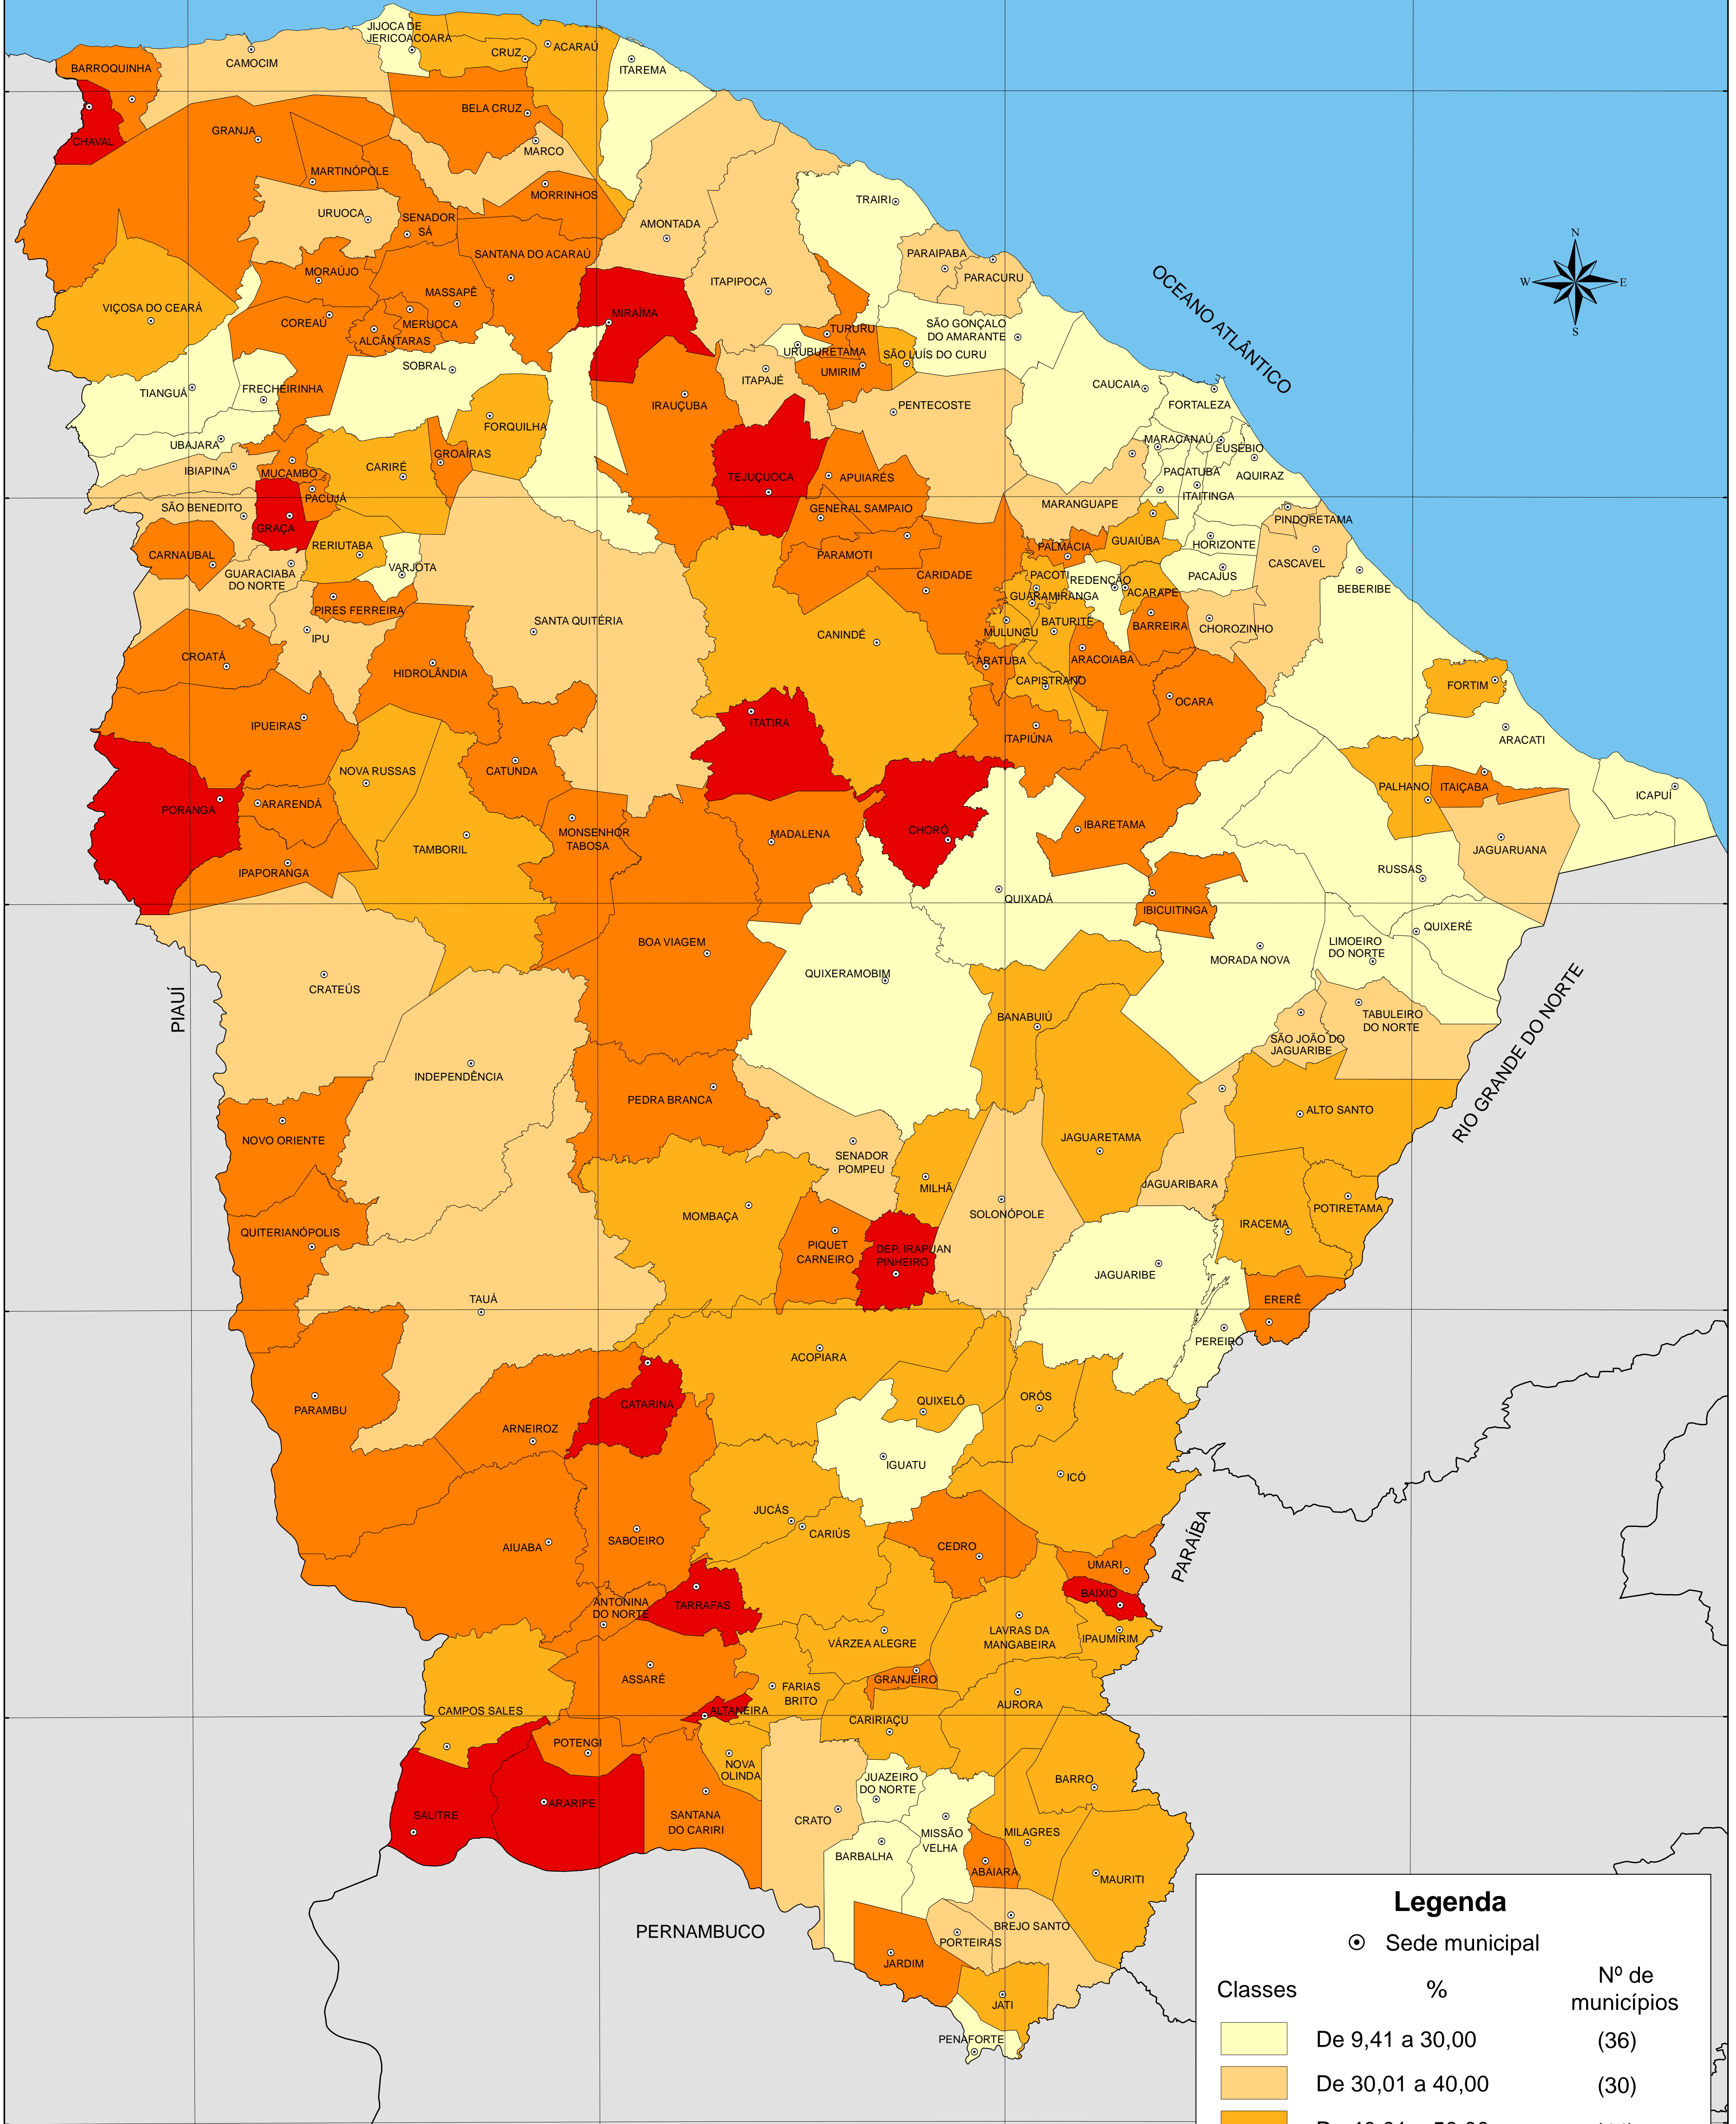 JIJOCA DE
JERICOACOARA
CRUZ
ACARAÚ
BARROQUINHA
CAMOCIM
ITAREMA
CHAVAL
GRANJA
BELA CRUZ
MARCO
MARTINÓPOLE
MORRINHOS
URUOCA
SENADOR
SÁ
TRAIRI
AMONTADA
SANTANA DO ACARAÚ
PARAIPABA
PARACURU
MORAÚJO
ITAPIPOCA
MASSAPÊ
VIÇOSA DO CEARÁ
MIRAÍMA
COREAÚ
MERUOCA
ALCÂNTARAS
TURURU
SÃO GONÇALO
DO AMARANTE
URUBURETAMA
SÃO LUÍS DO CURU
OCEANO ATLÂNTICO
N
W
E
S
SOBRAL
ITAPAJÉ
UMIRIM
TIANGUÁ
FRECHEIRINHA
CAUCAIA
IRAUÇUBA
PENTECOSTE
FORTALEZA
FORQUILHA
UBAJARA
MARACANAÚ
EUSÉBIO
GROAÍRAS
IBIAPINA
MUCAMBO
CARIRÉ
PACATUBA
AQUIRAZ
TEJUÇUOCA
APUIARÉS
PACUJÁ
ITAITINGA
SÃO BENEDITO
GENERAL SAMPAIO
MARANGUAPE
GRAÇA
PINDORETAMA
CARNAUBAL
RERIUTABA
PARAMOTI
PALMÁCIA
GUAIÚBA
HORIZONTE
CASCAVEL
GUARACIABA
DO NORTE
VARJOTA
CARIDADE
PACOTI
REDENÇÃO
PACAJUS
BEBERIBE
GUARAMIRANGA
ACARAPE
PIRES FERREIRA
IPU
SANTA QUITÉRIA
CANINDÉ
MULUNGU
BATURITÉ
BARREIRA
CHOROZINHO
CROATÁ
HIDROLÂNDIA
ARATUBA
ARACOIABA
CAPISTRANO
FORTIM
OCARA
IPUEIRAS
ITATIRA
ITAPIÚNA
ARACATI
NOVA RUSSAS
CATUNDA
PALHANO
ITAIÇABA
ICAPUÍ
PORANGA
ARARENDÁ
MONSENHOR
TABOSA
MADALENA
CHORÓ
IBARETAMA
TAMBORIL
JAGUARUANA
IPAPORANGA
RUSSAS
QUIXADÁ
IBICUITINGA
QUIXERÉ
BOA VIAGEM
LIMOEIRO
DO NORTE
MORADA NOVA
QUIXERAMOBIM
CRATEÚS
PIAUÍ
BANABUIÚ
TABULEIRO
DO NORTE
SÃO JOÃO DO
JAGUARIBE
RIO GRANDE DO NORTE
INDEPENDÊNCIA
PEDRA BRANCA
ALTO SANTO
NOVO ORIENTE
JAGUARETAMA
SENADOR
POMPEU
JAGUARIBARA
MILHÃ
MOMBAÇA
SOLONÓPOLE
POTIRETAMA
IRACEMA
QUITERIANÓPOLIS
PIQUET
CARNEIRO
DEP. IRAPUAN
PINHEIRO
JAGUARIBE
TAUÁ
ERERÊ
PEREIRO
ACOPIARA
ORÓS
QUIXELÔ
PARAMBU
CATARINA
ARNEIROZ
IGUATU
ICÓ
JUCÁS
CARIÚS
SABOEIRO
AIUABA
CEDRO
PARAÍBA
UMARI
BAIXIO
ANTONINA
DO NORTE
TARRAFAS
LAVRAS DA
MANGABEIRA
VÁRZEA ALEGRE
IPAUMIRIM
ASSARÉ
GRANJEIRO
FARIAS
BRITO
CAMPOS SALES
ALTANEIRA
AURORA
CARIRIAÇU
POTENGI
NOVA
OLINDA
JUAZEIRO
DO NORTE
BARRO
SALITRE
ARARIPE
SANTANA
DO CARIRI
CRATO
MISSÃO
VELHA
MILAGRES
BARBALHA
ABAIARA
MAURITI
PERNAMBUCO
BREJO SANTO
PORTEIRAS
JARDIM
JATI
PENAFORTE
Legenda
Sede municipal
Classes % Nº de
municípios
De 9,41 a 30,00 (36)
De 30,01 a 40,00 (30)